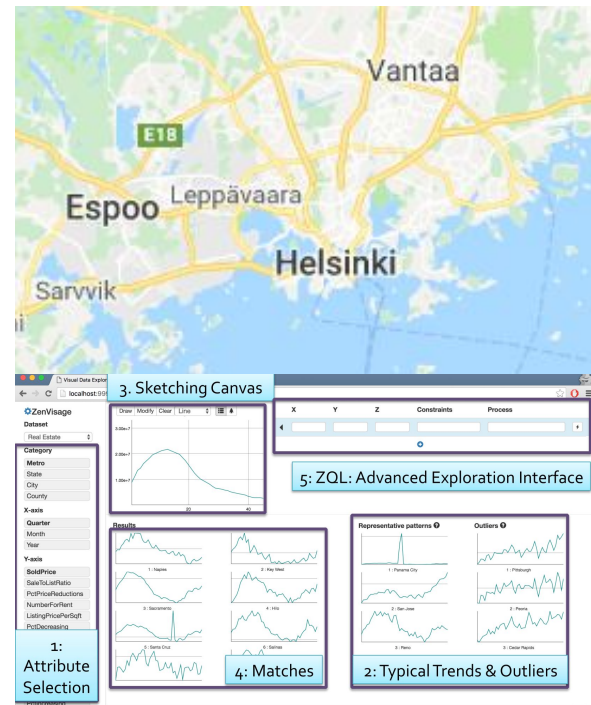 Vantaa
E18
Leppävaara
Espoo
Helsinki
Sarvvik
Visual Data Explor
localhost:99
3. Sketching Canvas
ZenVisage
Dataset
Real Estate
Category
Metro
State
City
County
X-axis
Quarter
Month
Year
Y-axis
SoldPrice
SaleToListRatio
PctPriceReductions
NumberForRent
ListingPricePerSqft
PctDecreasing
1:
Attribute
Selection
Draw Modify Clear Line
3.00e+7
2.00e+7
1.00e+7
20 40
X Y Z Constraints Process
5: ZQL: Advanced Exploration Interface
Results
1 : Naples
2 : Key West
3 : Sacramento
4 : Hilo
5 : Santa Cruz
6 : Salinas
4: Matches
Representative patterns
Outliers
1 : Panama City
1 : Pittsburgh
2 : San Jose
2 : Peoria
3 : Reno
3 : Cedar Rapids
2: Typical Trends & Outliers